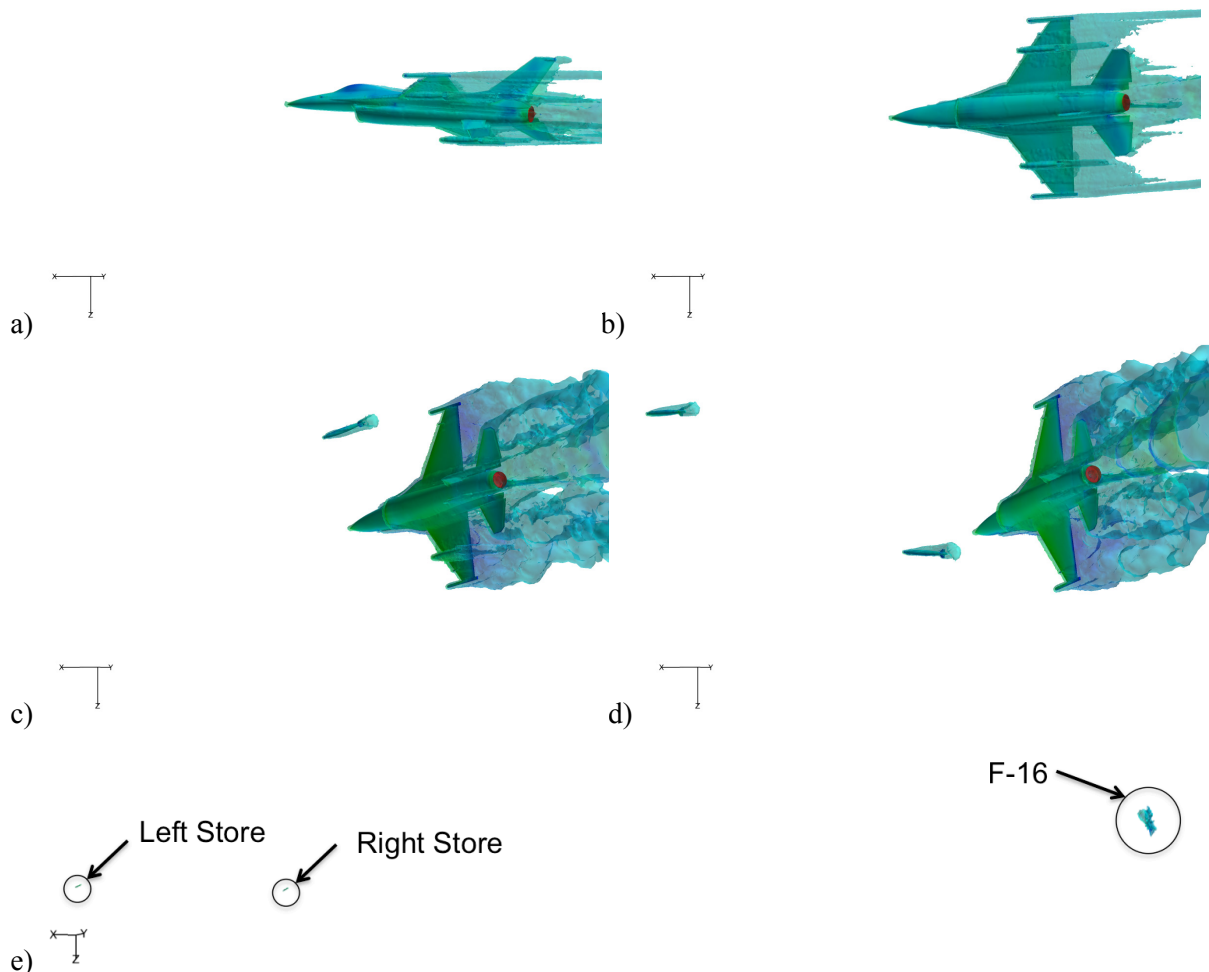 X Y
Z
a)
X Y
Z
b)
X Y
Z
c)
X Y
Z
d)
F-16
Left Store
Right Store
X Y
Z
e)